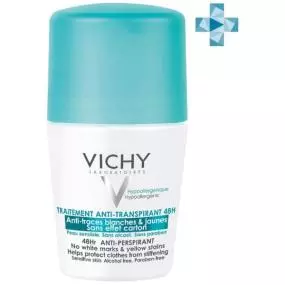 VICHY
LABORATOIRES
Hypoallergénique
Hypoallergenic
TRAITEMENT ANTI-TRANSPIRANT 48H
Anti-traces blanches & jaunes
Sans effet carton
Peau sensible. Sans alcool. Sans paraben.
48Hr ANTI-PERSPIRANT
No white marks & yellow stains
Helps protect clothes from stiffening
Sensitive skin. Alcohol free. Paraben free.